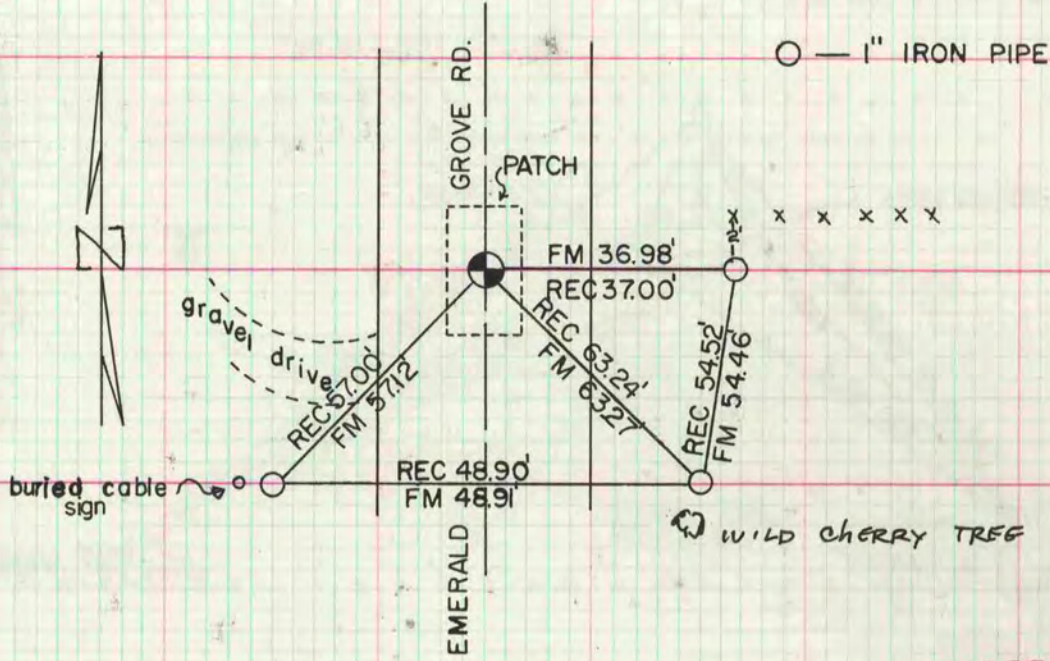 1" IRON PIPE
GROVE RD.
PATCH
x x x x x x
2'
FM 36.98'
REC 37.00'
gravel drive
REC 57.00'
FM 57.12'
REC 63.24'
FM 63.27'
REC 54.52'
FM 54.46'
REC 48.90'
FM 48.91'
buried cable
sign
WILD CHERRY TREE
EMERALD
N